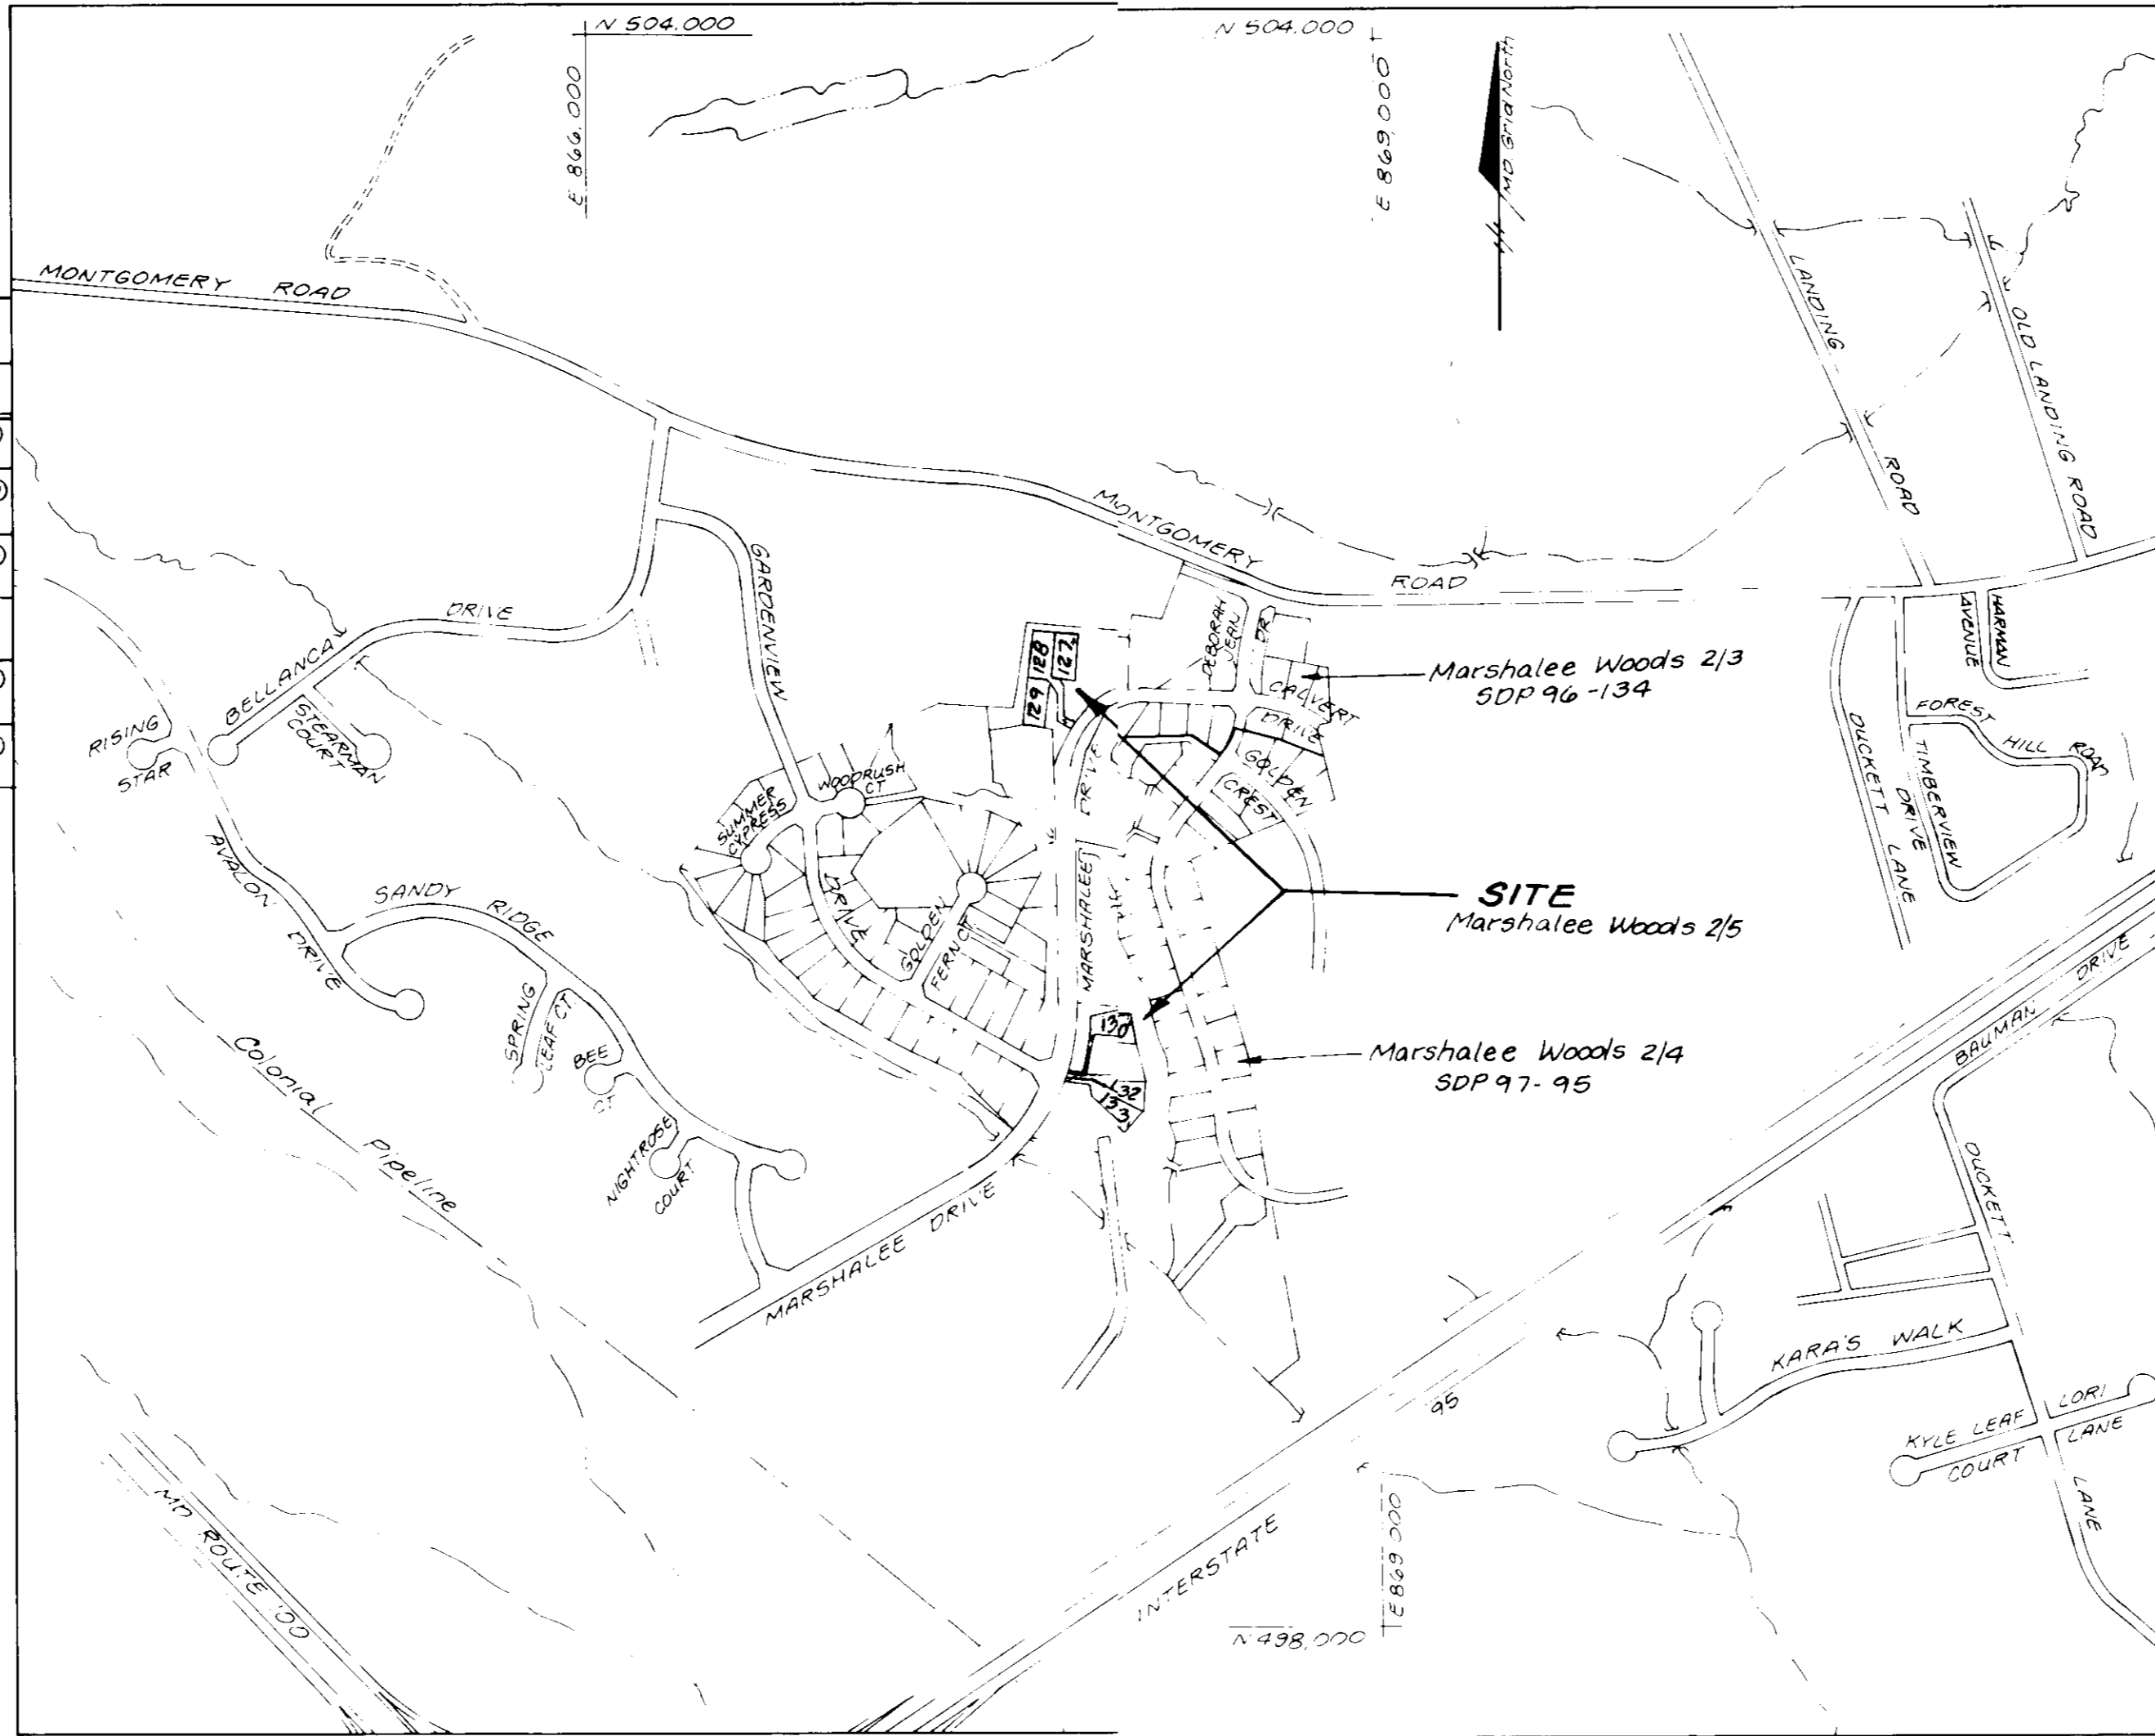 N 504.000
E 866.000
N 504.000
E 869,000
MD. Grid North
MONTGOMERY ROAD
LANDING
ROAD
OLD LANDING ROAD
MONTGOMERY
ROAD
GARDENVIEW
DRIVE
BELLANCA
DRIVE
STEARMAN
COURT
RISING
STAR
AVALON
DRIVE
SANDY RIDGE
SPRING
LEAF CT.
BEE
CT
NIGHTROSE
COURT
SUMMER
CYPRESS
WOODRUSH
CT
GOLDEN
FERN CT.
129
128
127
DEBORAH
JEAN
DR
CALVERT
DRIVE
GOLDEN
CREST
Marshalee Woods 2/3
SDP 96-134
HARMAN
AVENUE
FOREST
HILL ROAD
TIMBERVIEW
DRIVE
DUCKETT LANE
DRIVE
MARSHALEE
SITE
Marshalee Woods 2/5
130
132
133
Marshalee Woods 2/4
SDP 97-95
BAUMAN DRIVE
DUCKETT
LANE
Colonial Pipeline
MARSHALEE DRIVE
KARA'S WALK
KYLE LEAF
COURT
LORI
LANE
INTERSTATE
95
E 869 000
N 498,000
MD ROUTE